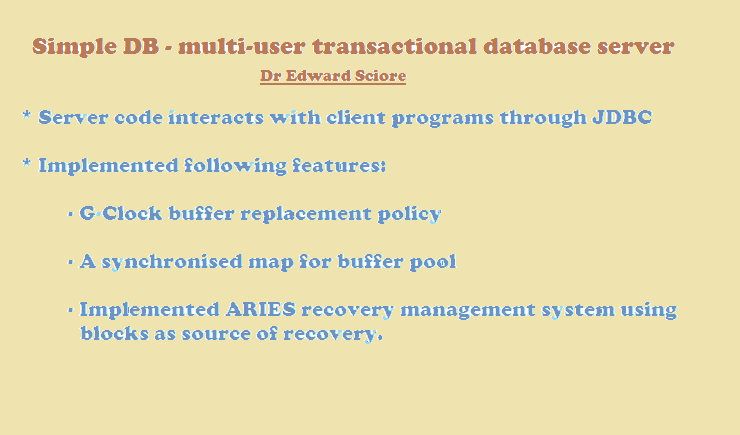 Simple DB - multi-user transactional database server
Dr Edward Sciore
* Server code interacts with client programs through JDBC
* Implemented following features:
· G-Clock buffer replacement policy
· A synchronised map for buffer pool
· Implemented ARIES recovery management system using
blocks as source of recovery.